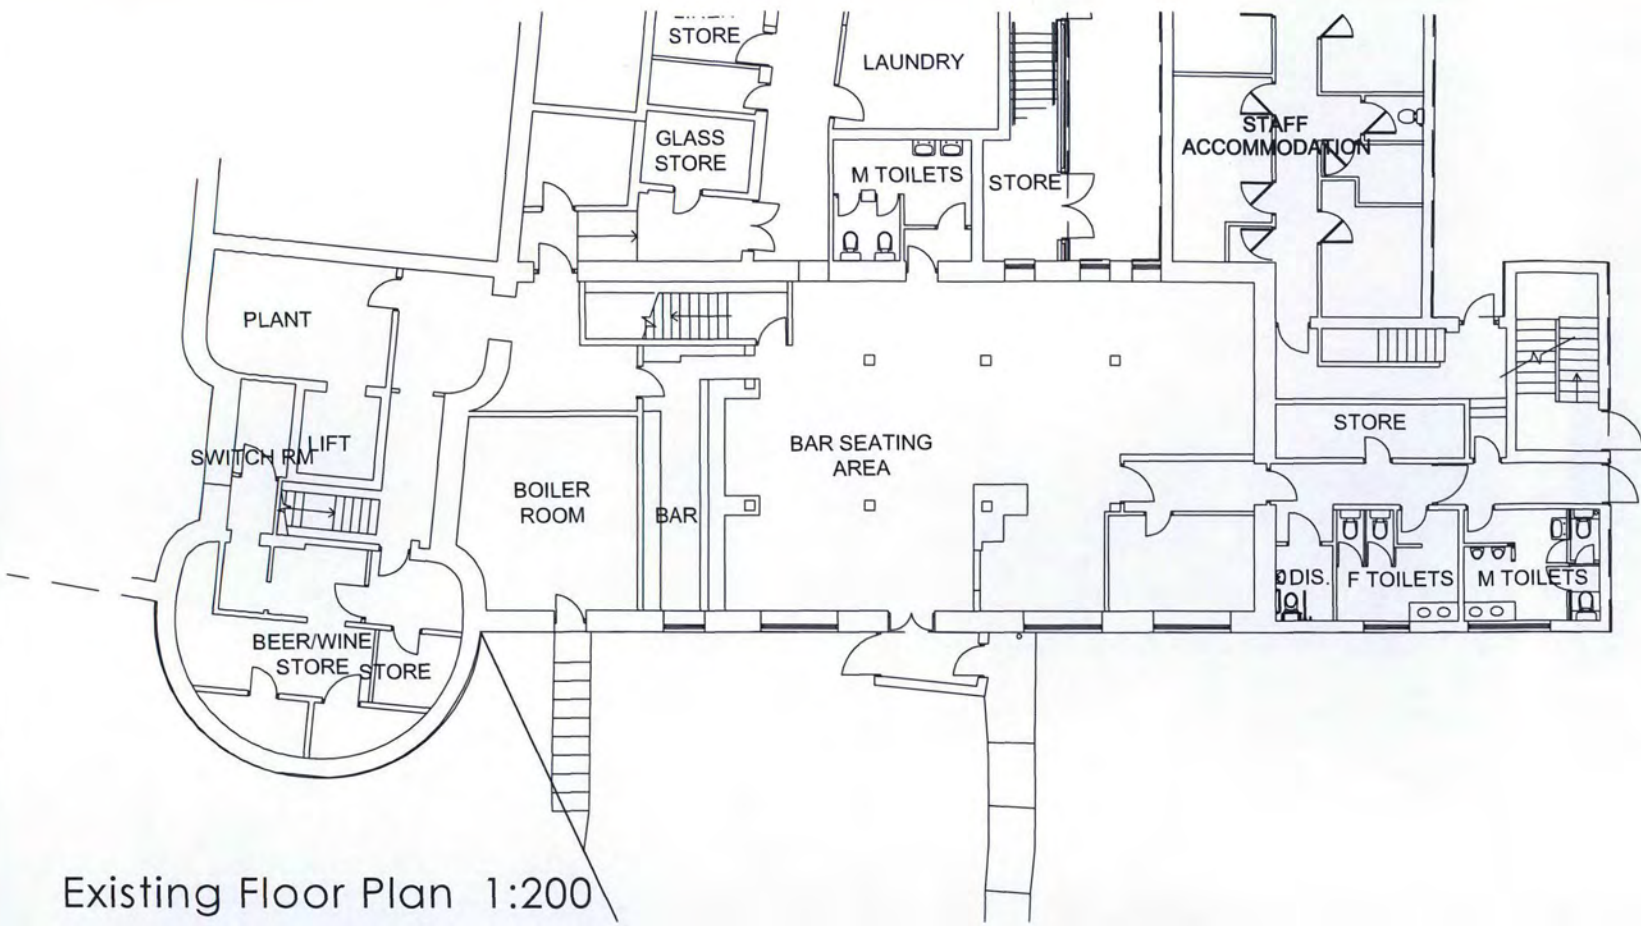 STORE
LAUNDRY
GLASS
STORE
M TOILETS
STORE
STAFF
ACCOMMODATION
PLANT
SWITCH RM
LIFT
BOILER
ROOM
BAR
BAR SEATING
AREA
STORE
DIS.
F TOILETS
M TOILETS
BEER/WINE
STORE
STORE
Existing Floor Plan 1:200